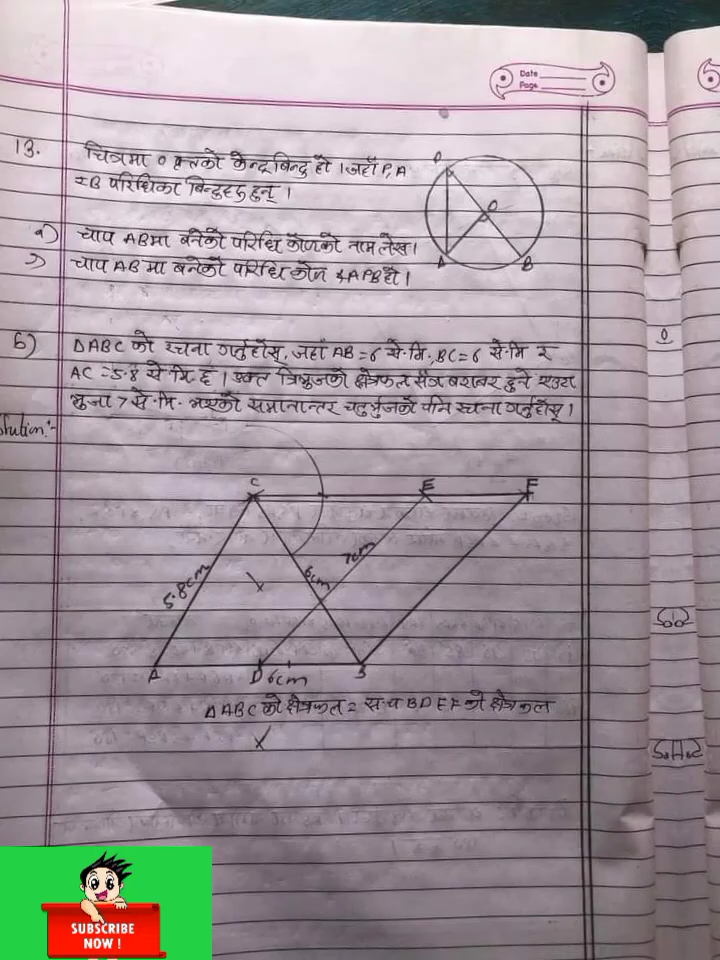 Date
Page
13. चित्रमा O वृत्तको केन्द्रबिन्दु हो । जहाँ P, A
र B परिधिका बिन्दुहरु हुन् ।
P
O
A
B
a) चाप AB मा बनेको परिधि कोणको नाम लेख ।
चाप AB मा बनेको परिधि कोण ∡APB हो ।
b) ΔABC को रचना गर्नुहोस्, जहाँ AB = 6 से.मि., BC = 6 से.मि र
AC = 5.8 से.मि. छ । उक्त त्रिभुजको क्षेत्रफल सँग बराबर हुने एउटा
भुजा 7 से.मि. भएको समानान्तर चतुर्भुजको पनि रचना गर्नुहोस् ।
Solution:-
C
E
F
5.8cm
6cm
7cm
A
D
6cm
B
ΔABC को क्षेत्रफल = स.च BDEF को क्षेत्रफल
SUBSCRIBE
NOW !